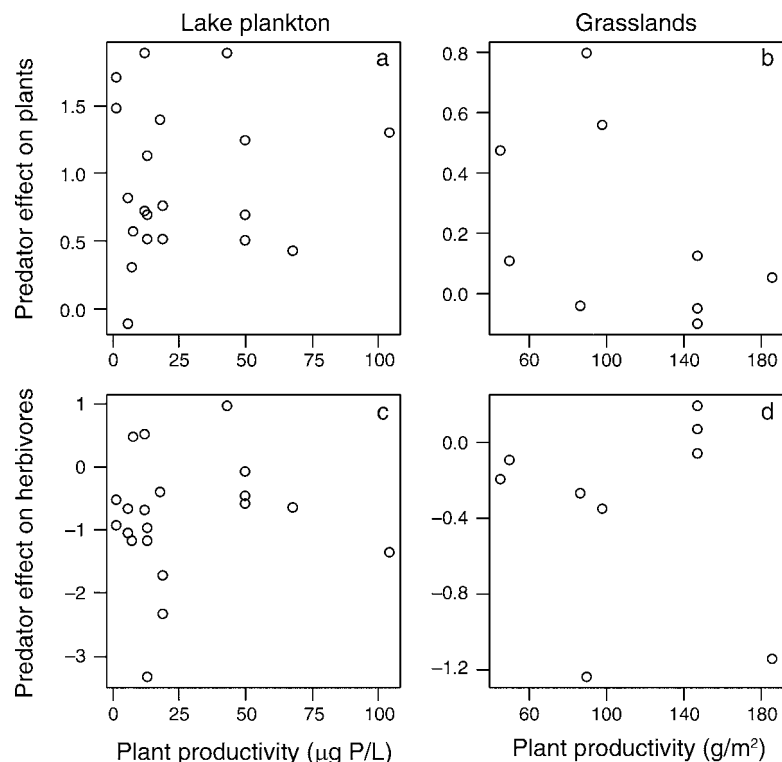 Lake plankton
Grasslands
Predator effect on plants
a
1.5
1.0
0.5
0.0
0 25 50 75 100
b
0.8
0.6
0.4
0.2
0.0
60 100 140 180
Predator effect on herbivores
c
1
0
−1
−2
−3
0 25 50 75 100
Plant productivity (μg P/L)
d
0.0
−0.4
−0.8
−1.2
60 100 140 180
Plant productivity (g/m²)